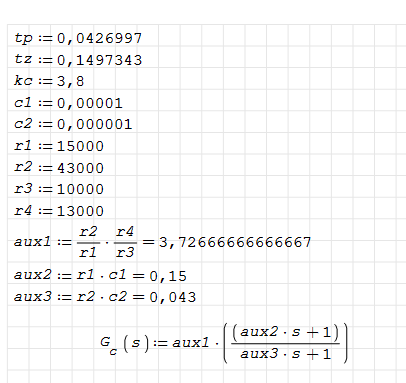 tp:=0,0426997
tz:=0,1497343
kc:=3,8
c1:=0,00001
c2:=0,000001
r1:=15000
r2:=43000
r3:=10000
r4:=13000
aux1:=r2/r1·r4/r3=3,72666666666667
aux2:=r1·c1=0,15
aux3:=r2·c2=0,043
G_c(s):=aux1·((aux2·s+1)/(aux3·s+1))